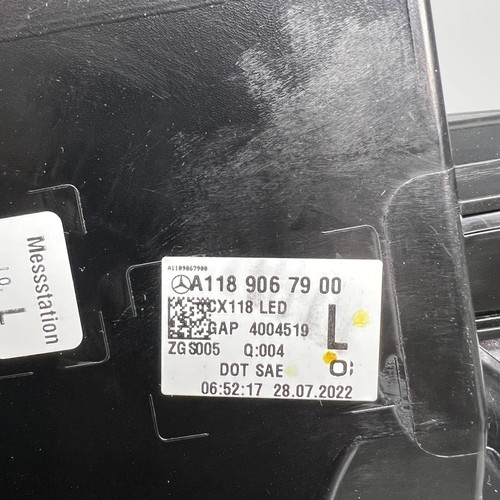 Messstation
L
A1189067900
A118 906 79 00
CX118 LED
GAP 4004519
L
ZGS005 Q:004
DOT SAE
06:52:17 28.07.2022